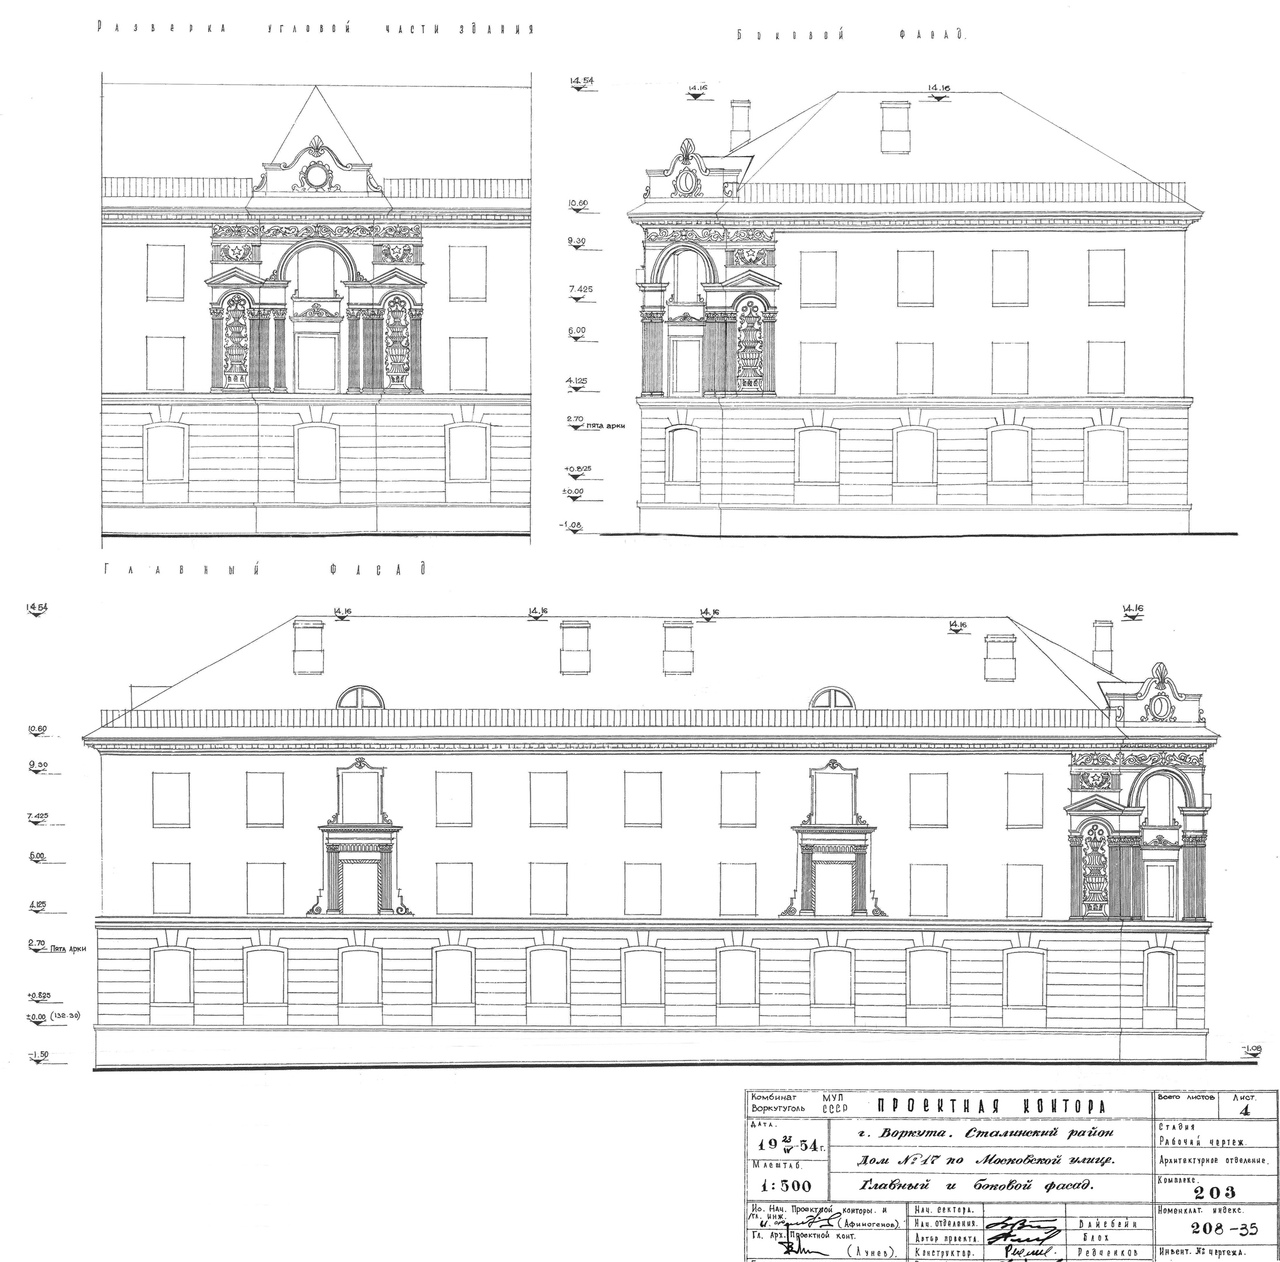 Разверка угловой части здания
Боковой фасад.
14.54
14.16
14.16
10.60
9.30
7.425
6.00
4.125
2.70 пята арки
+0.825
±0.00
-1.08
Главный фасад
14.54
14.16
14.16
14.16
14.16
14.16
10.60
9.30
7.425
6.00
4.125
2.70 Пята арки
+0.825
±0.00 (132.30)
-1.50
-1.08
Комбинат МУП
Воркутуголь СССР
ПРОЕКТНАЯ КОНТОРА
Всего листов
Лист.
4
Дата.
19 23/IV-54г.
Масштаб.
1:500
г. Воркута. Сталинский район
Дом №17 по Московской улице.
Главный и боковой фасад.
Стадия
Рабочий чертеж.
Архитектурное отделение.
Комплекс.
203
Номенклат. индекс.
208-35
Инвент. № чертежа.
Ио. Нач. Проектной конторы. и
гл. инж.
(Афиногенов).
Гл. Арх. Проектной конт.
(Лунев).
Нач. сектора.
Нач. отделения.
Вайсбейн
Автор проекта.
Блох
Конструктор.
Редченков